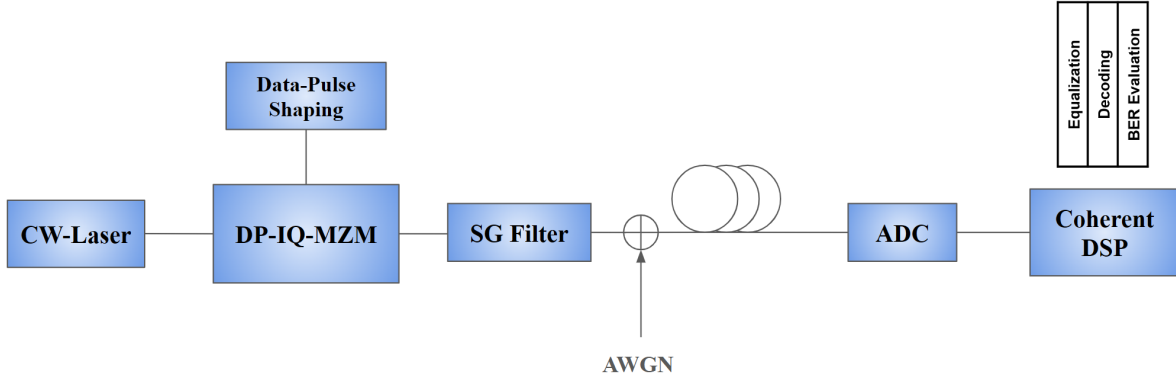 Data-Pulse
Shaping
CW-Laser
DP-IQ-MZM
SG Filter
AWGN
ADC
Equalization
Decoding
BER Evaluation
Coherent
DSP